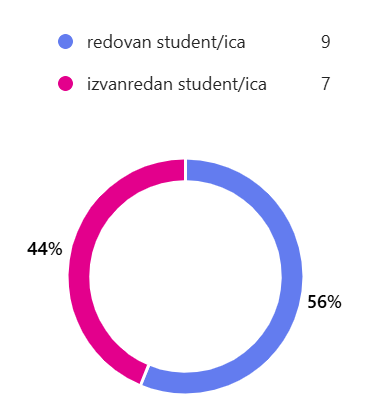 redovan student/ica 9
izvanredan student/ica 7
44%
56%